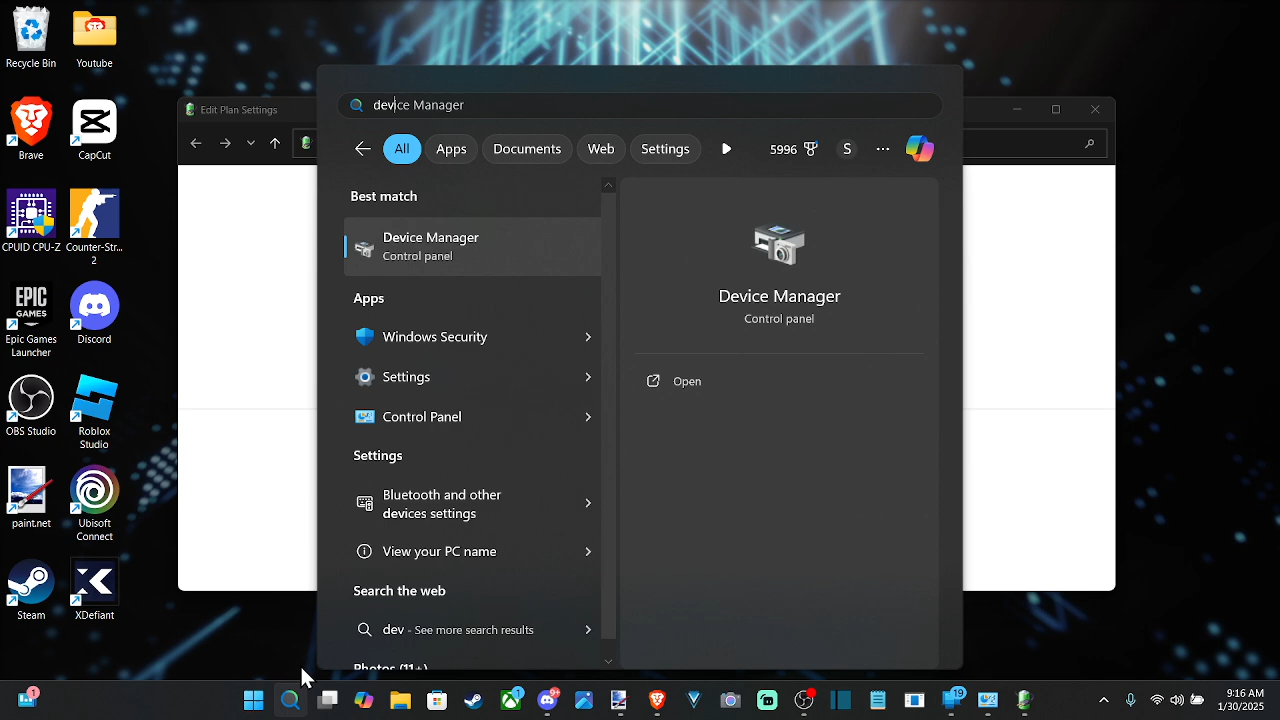 Recycle Bin
Youtube
Brave
CapCut
CPUID CPU-Z
Counter-Str...
2
EPIC
GAMES
Epic Games
Launcher
Discord
OBS Studio
Roblox
Studio
paint.net
Ubisoft
Connect
Steam
XDefiant
Edit Plan Settings
device Manager
All
Apps
Documents
Web
Settings
5996
S
Best match
Device Manager
Control panel
Apps
Windows Security
Settings
Control Panel
Settings
Bluetooth and other
devices settings
View your PC name
Search the web
dev - See more search results
Photos (11+)
Device Manager
Control panel
Open
1
1
9+
19
9:16 AM
1/30/2025